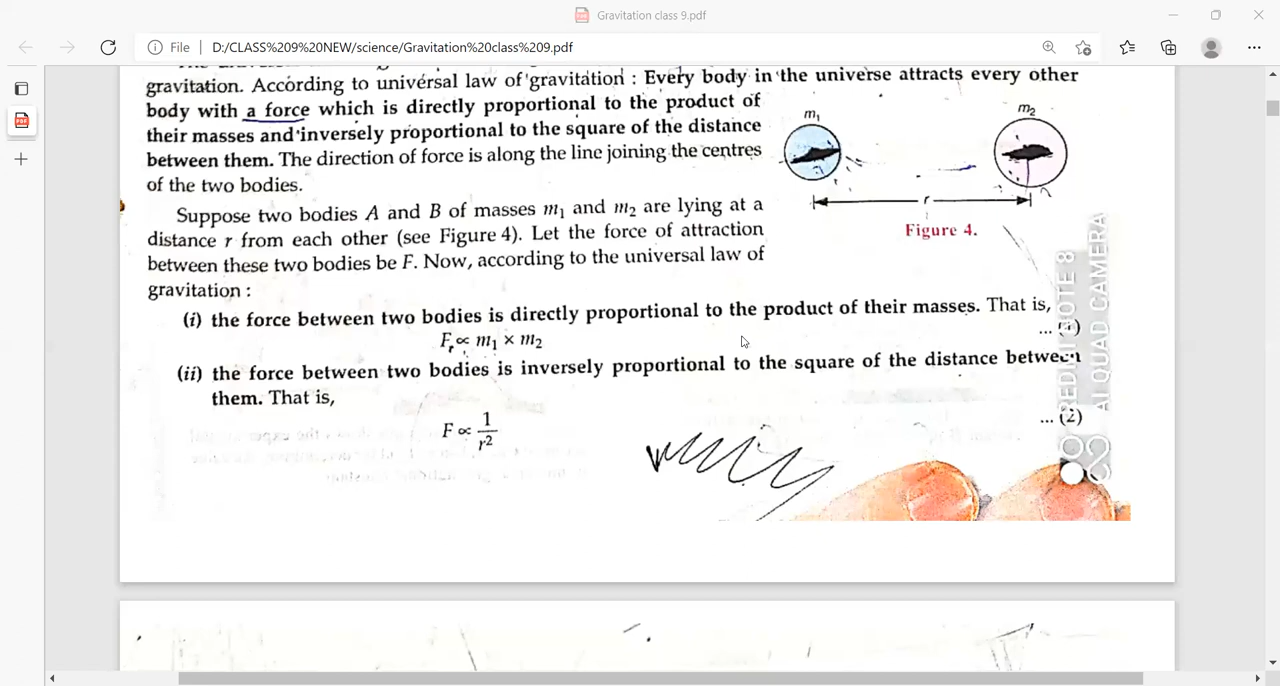 Gravitation class 9.pdf
File | D:/CLASS%209%20NEW/science/Gravitation%20class%209.pdf
gravitation. According to universal law of gravitation : Every body in the universe attracts every other
body with a force which is directly proportional to the product of
their masses and inversely proportional to the square of the distance
between them. The direction of force is along the line joining the centres
of the two bodies.
m₁
m₂
r
Figure 4.
Suppose two bodies A and B of masses m₁ and m₂ are lying at a
distance r from each other (see Figure 4). Let the force of attraction
between these two bodies be F. Now, according to the universal law of
gravitation :
(i) the force between two bodies is directly proportional to the product of their masses. That is,
F ∝ m₁ × m₂ ... (1)
(ii) the force between two bodies is inversely proportional to the square of the distance between
them. That is,
F ∝ 1/r² ... (2)
REDMI NOTE 8
AI QUAD CAMERA